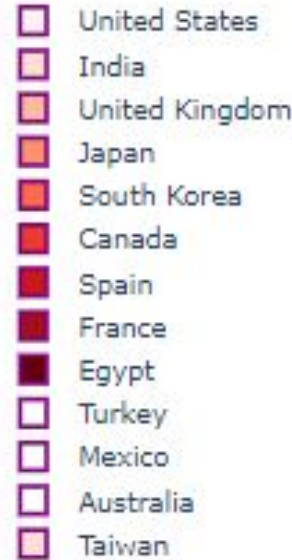 United States
India
United Kingdom
Japan
South Korea
Canada
Spain
France
Egypt
Turkey
Mexico
Australia
Taiwan